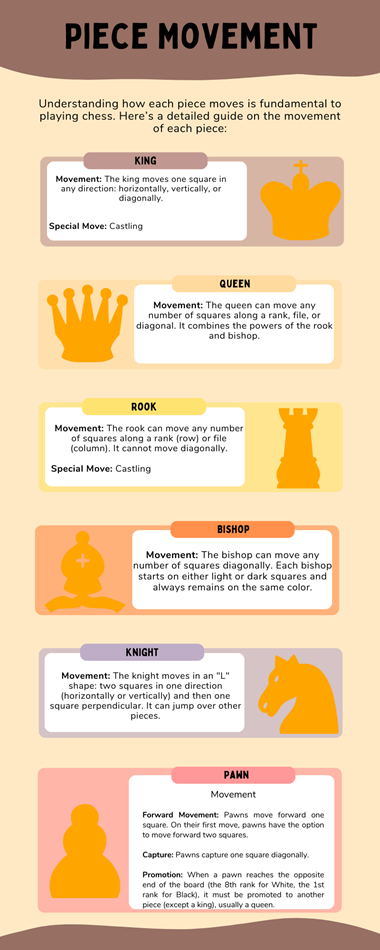 PIECE MOVEMENT
Understanding how each piece moves is fundamental to
playing chess. Here's a detailed guide on the movement
of each piece:
KING
Movement: The king moves one square in
any direction: horizontally, vertically, or
diagonally.
Special Move: Castling
QUEEN
Movement: The queen can move any
number of squares along a rank, file, or
diagonal. It combines the powers of the rook
and bishop.
ROOK
Movement: The rook can move any number
of squares along a rank (row) or file
(column). It cannot move diagonally.
Special Move: Castling
BISHOP
Movement: The bishop can move any
number of squares diagonally. Each bishop
starts on either light or dark squares and
always remains on the same color.
KNIGHT
Movement: The knight moves in an "L"
shape: two squares in one direction
(horizontally or vertically) and then one
square perpendicular. It can jump over other
pieces.
PAWN
Movement
Forward Movement: Pawns move forward one
square. On their first move, pawns have the option
to move forward two squares.
Capture: Pawns capture one square diagonally.
Promotion: When a pawn reaches the opposite
end of the board (the 8th rank for White, the 1st
rank for Black), it must be promoted to another
piece (except a king), usually a queen.